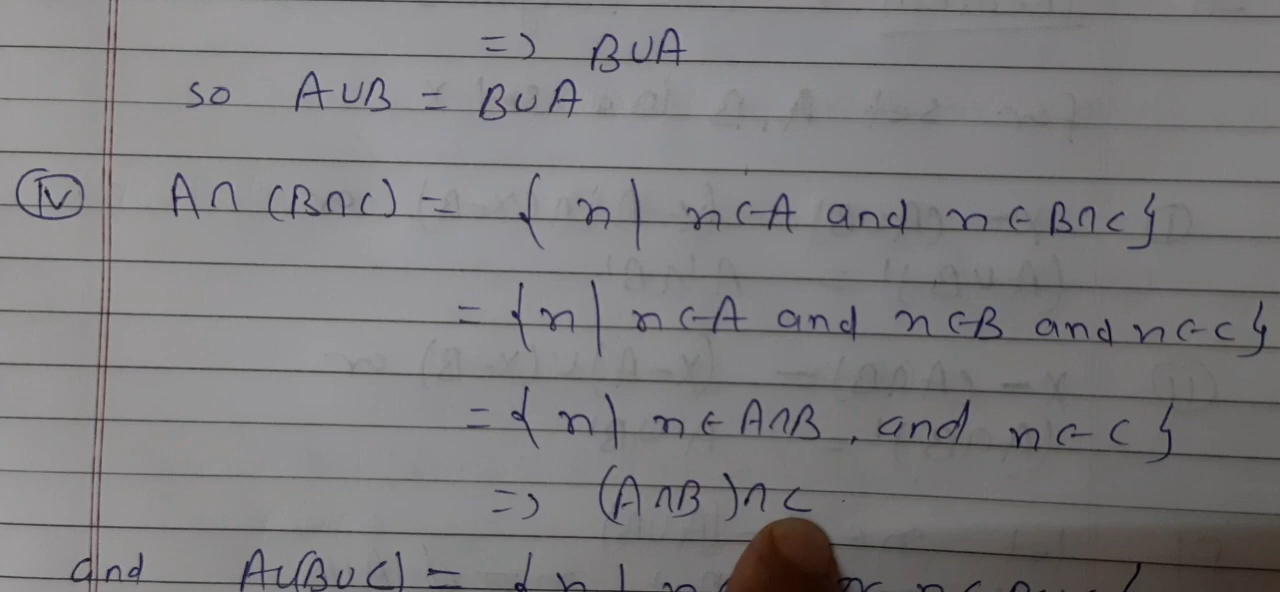 => B∪A
so A∪B = B∪A
(iv) A∩(B∩C) = {n| n∈A and n∈B∩C}
= {n| n∈A and n∈B and n∈C}
= {n| n∈A∩B, and n∈C}
=> (A∩B)∩C
and A∪(B∪C) = {n|